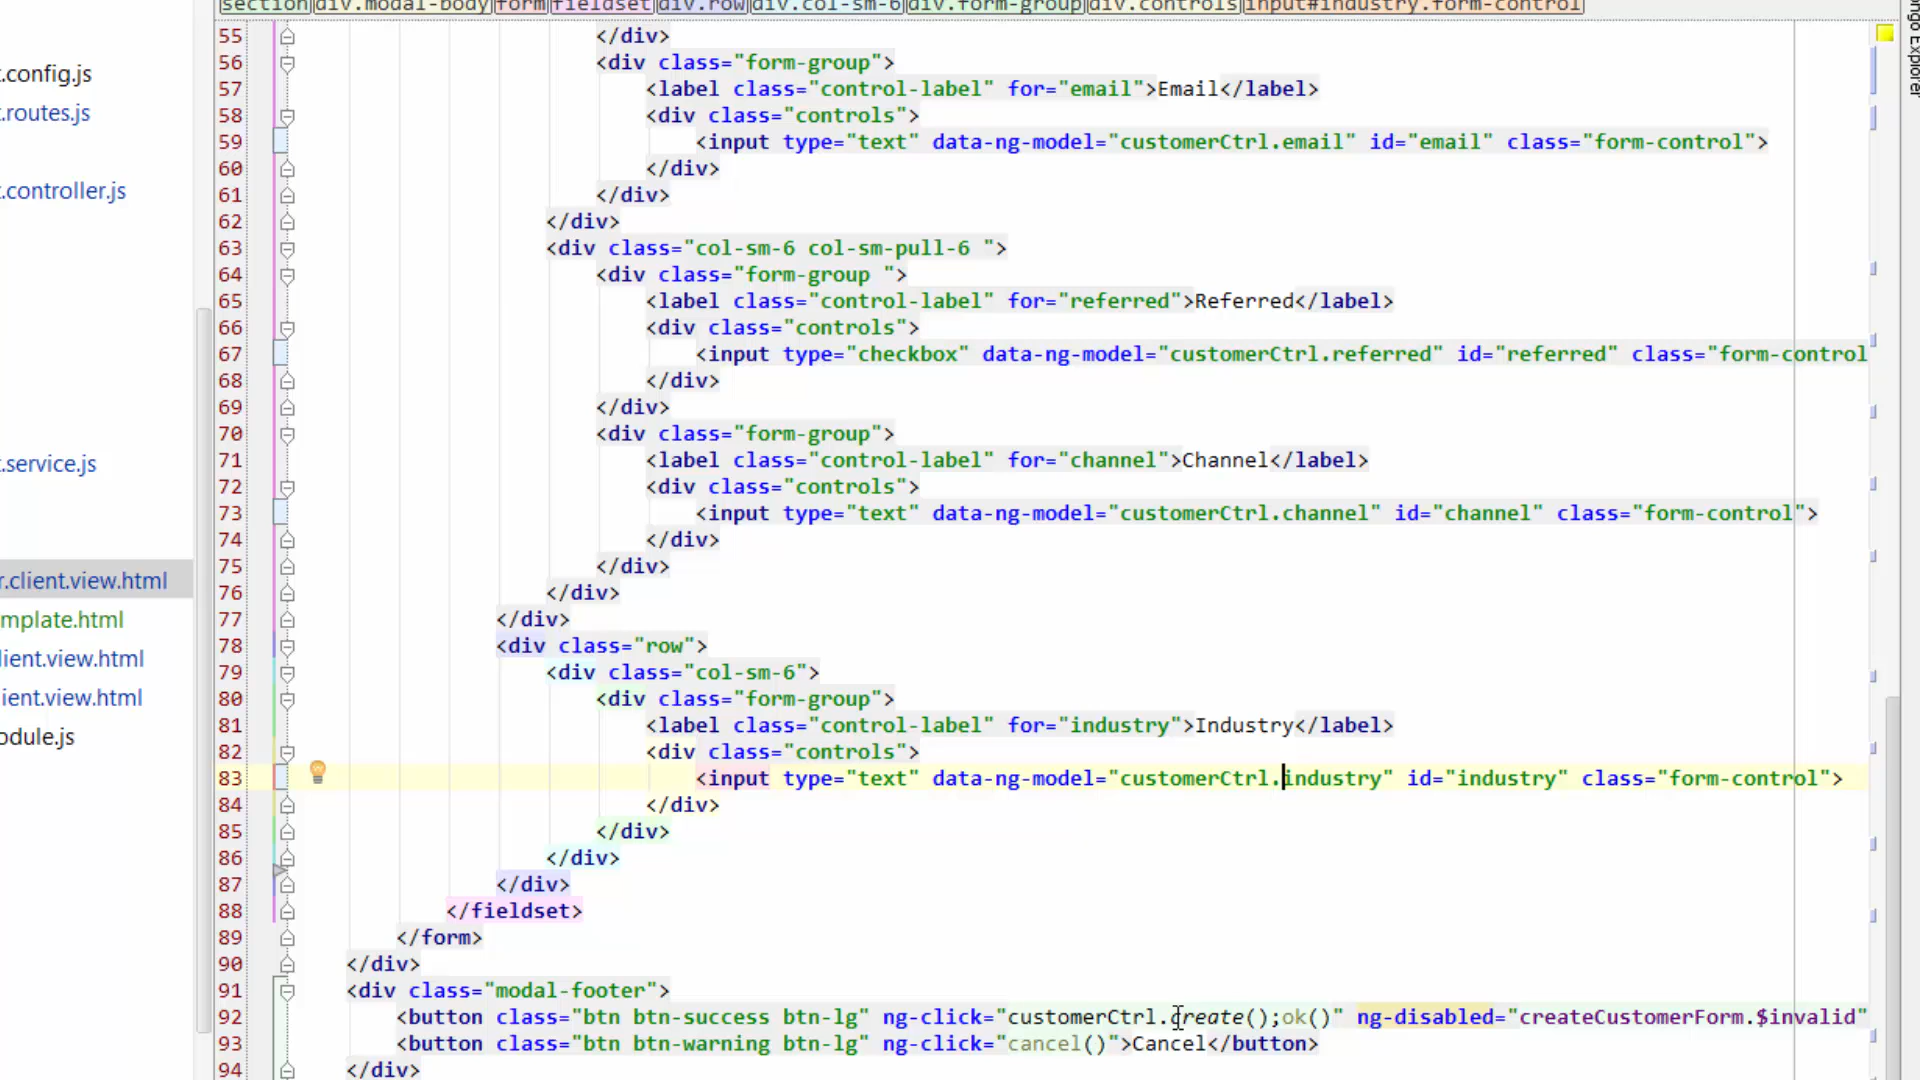 section div.modal-body form fieldset div.row div.col-sm-6 div.form-group div.controls input#industry.form-control
ngo Explorer
.config.js
.routes.js
.controller.js
.service.js
r.client.view.html
mplate.html
lient.view.html
ient.view.html
odule.js
55 </div>
56 <div class="form-group">
57 <label class="control-label" for="email">Email</label>
58 <div class="controls">
59 <input type="text" data-ng-model="customerCtrl.email" id="email" class="form-control">
60 </div>
61 </div>
62 </div>
63 <div class="col-sm-6 col-sm-pull-6 ">
64 <div class="form-group ">
65 <label class="control-label" for="referred">Referred</label>
66 <div class="controls">
67 <input type="checkbox" data-ng-model="customerCtrl.referred" id="referred" class="form-control
68 </div>
69 </div>
70 <div class="form-group">
71 <label class="control-label" for="channel">Channel</label>
72 <div class="controls">
73 <input type="text" data-ng-model="customerCtrl.channel" id="channel" class="form-control">
74 </div>
75 </div>
76 </div>
77 </div>
78 <div class="row">
79 <div class="col-sm-6">
80 <div class="form-group">
81 <label class="control-label" for="industry">Industry</label>
82 <div class="controls">
83 <input type="text" data-ng-model="customerCtrl.industry" id="industry" class="form-control">
84 </div>
85 </div>
86 </div>
87 </div>
88 </fieldset>
89 </form>
90 </div>
91 <div class="modal-footer">
92 <button class="btn btn-success btn-lg" ng-click="customerCtrl.create();ok()" ng-disabled="createCustomerForm.$invalid"
93 <button class="btn btn-warning btn-lg" ng-click="cancel()">Cancel</button>
94 </div>